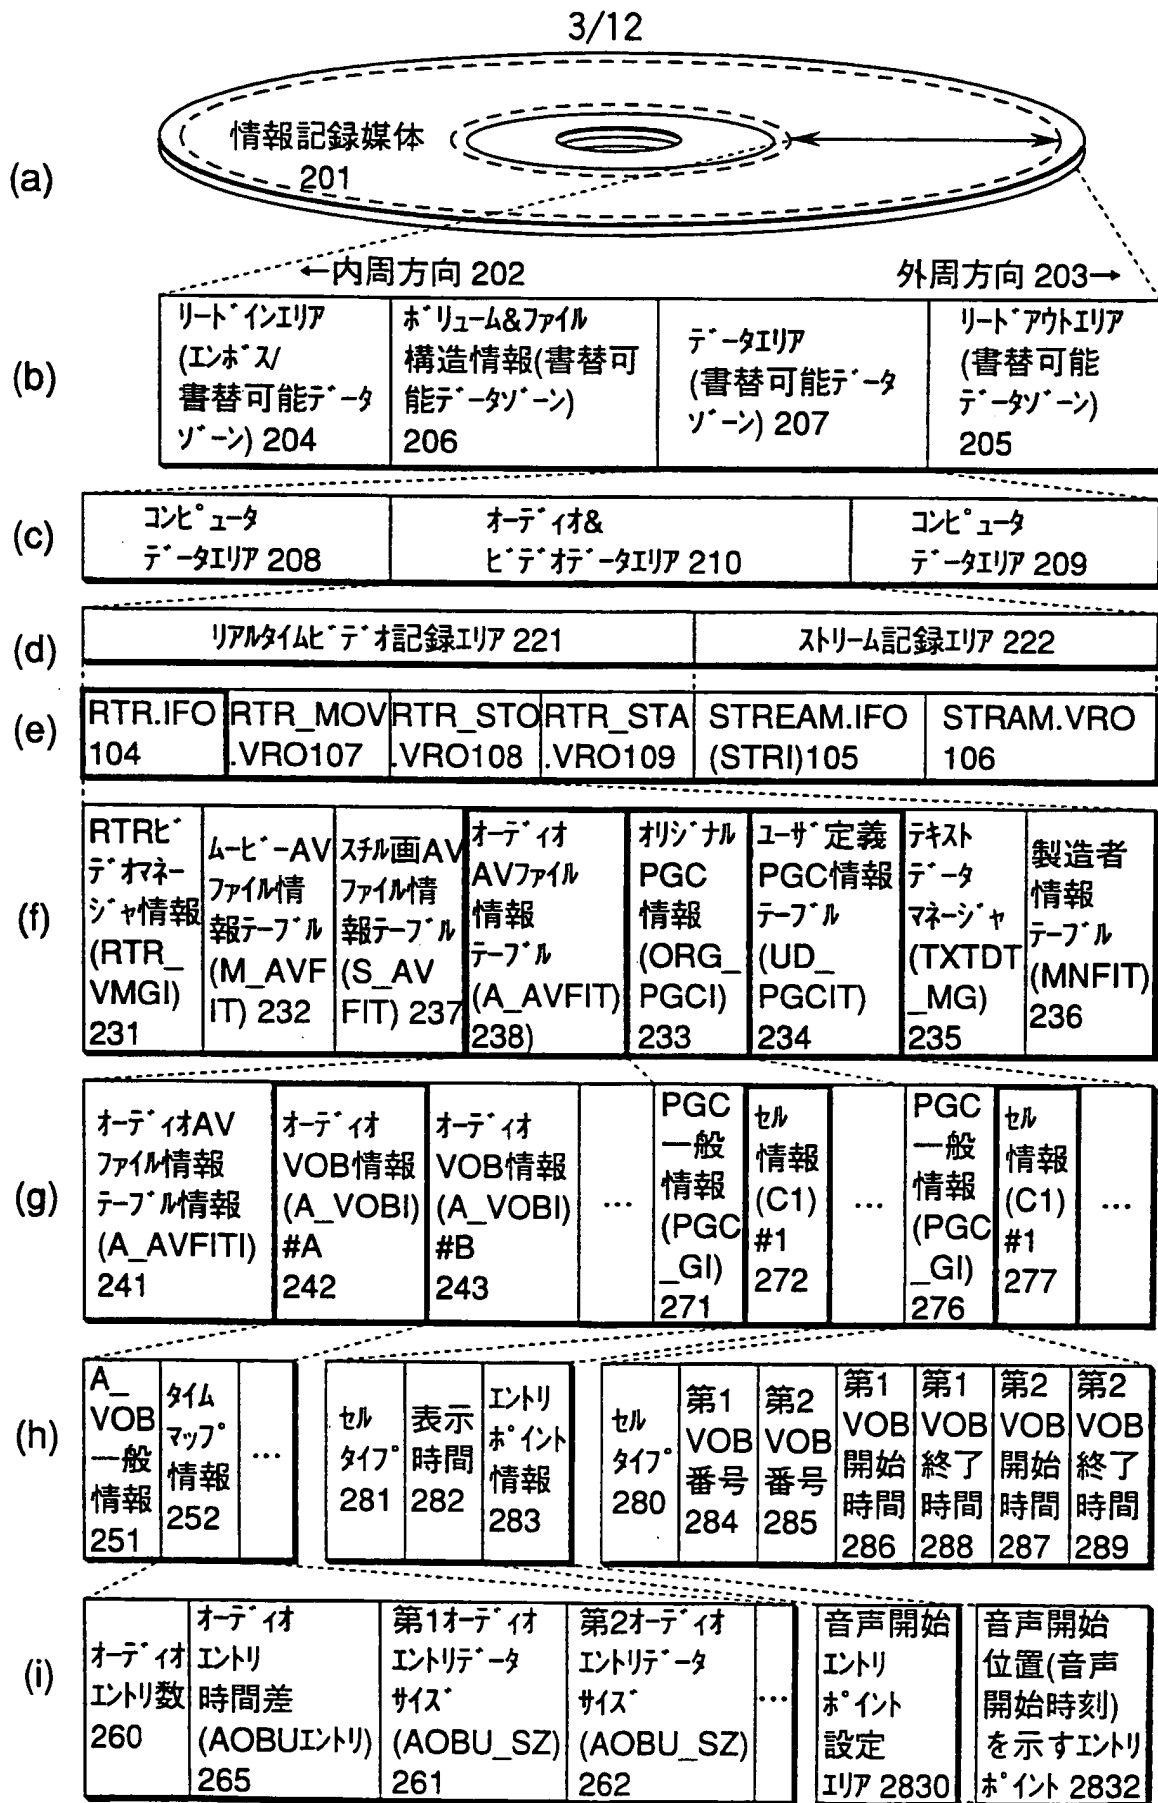 3/12
(a)
情報記録媒体
201
←内周方向 202
外周方向 203→
(b)
リードインエリア
(エンボス/
書替可能データ
ゾーン) 204
ボリューム&ファイル
構造情報(書替可
能データゾーン)
206
データエリア
(書替可能データ
ゾーン) 207
リードアウトエリア
(書替可能
データゾーン)
205
(c)
コンピュータ
データエリア 208
オーディオ&
ビデオデータエリア 210
コンピュータ
データエリア 209
(d)
リアルタイムビデオ記録エリア 221
ストリーム記録エリア 222
(e)
RTR.IFO
104
RTR_MOV
.VRO107
RTR_STO
.VRO108
RTR_STA
.VRO109
STREAM.IFO
(STRI)105
STRAM.VRO
106
(f)
RTRビ
デオマネー
ジャ情報
(RTR_
VMGI)
231
ムービーAV
ファイル情
報テーブル
(M_AVF
IT) 232
スチル画AV
ファイル情
報テーブル
(S_AV
FIT) 237
オーディオ
AVファイル
情報
テーブル
(A_AVFIT)
238)
オリジナル
PGC
情報
(ORG_
PGCI)
233
ユーザ定義
PGC情報
テーブル
(UD_
PGCIT)
234
テキスト
データ
マネージャ
(TXTDT
_MG)
235
製造者
情報
テーブル
(MNFIT)
236
(g)
オーディオAV
ファイル情報
テーブル情報
(A_AVFITI)
241
オーディオ
VOB情報
(A_VOBI)
#A
242
オーディオ
VOB情報
(A_VOBI)
#B
243
…
PGC
一般
情報
(PGC
_GI)
271
セル
情報
(C1)
#1
272
…
PGC
一般
情報
(PGC
_GI)
276
セル
情報
(C1)
#1
277
…
(h)
A_
VOB
一般
情報
251
タイム
マップ
情報
252
…
セル
タイプ
281
表示
時間
282
エントリ
ポイント
情報
283
セル
タイプ
280
第1
VOB
番号
284
第2
VOB
番号
285
第1
VOB
開始
時間
286
第1
VOB
終了
時間
288
第2
VOB
開始
時間
287
第2
VOB
終了
時間
289
(i)
オーディオ
エントリ数
260
オーディオ
エントリ
時間差
(AOBUエントリ)
265
第1オーディオ
エントリデータ
サイズ
(AOBU_SZ)
261
第2オーディオ
エントリデータ
サイズ
(AOBU_SZ)
262
…
音声開始
エントリ
ポイント
設定
エリア 2830
音声開始
位置(音声
開始時刻)
を示すエントリ
ポイント 2832